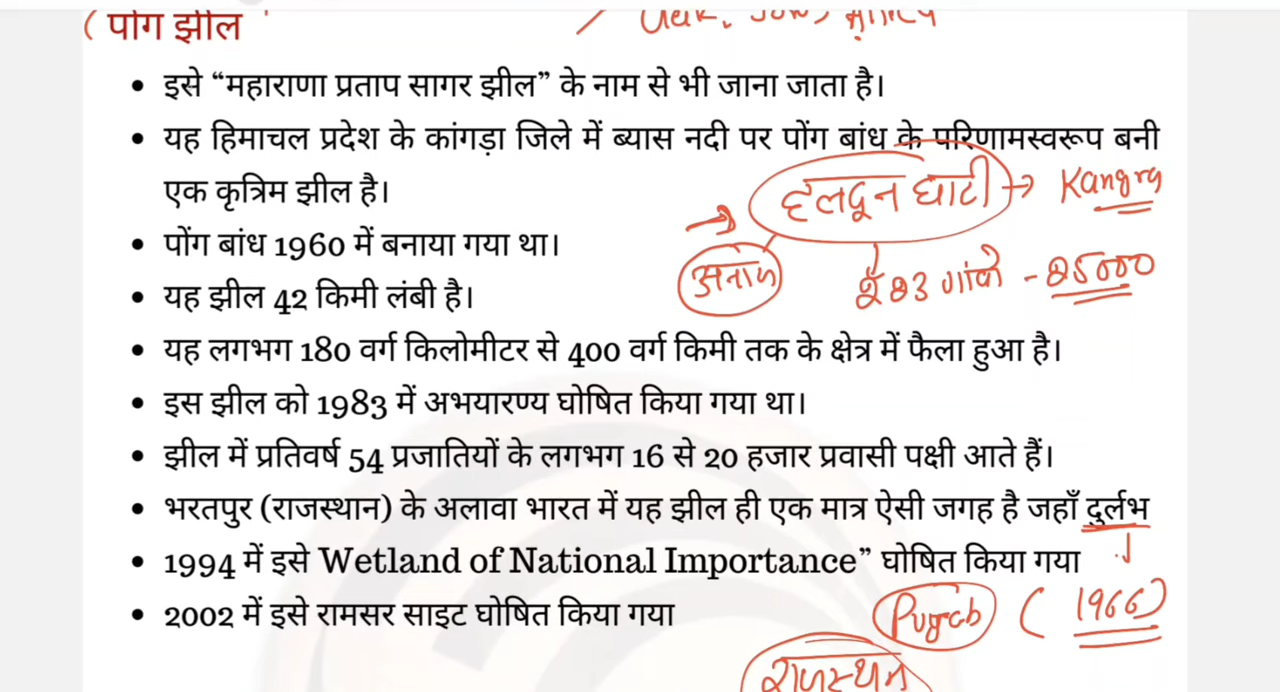 ( पोंग झील
इसे “महाराणा प्रताप सागर झील” के नाम से भी जाना जाता है।
यह हिमाचल प्रदेश के कांगड़ा जिले में ब्यास नदी पर पोंग बांध के परिणामस्वरूप बनी
एक कृत्रिम झील है।
हलदून घाटी → Kangra
पोंग बांध 1960 में बनाया गया था।
अनाज
यह झील 42 किमी लंबी है।
गांवो - 25000
यह लगभग 180 वर्ग किलोमीटर से 400 वर्ग किमी तक के क्षेत्र में फैला हुआ है।
इस झील को 1983 में अभयारण्य घोषित किया गया था।
झील में प्रतिवर्ष 54 प्रजातियों के लगभग 16 से 20 हजार प्रवासी पक्षी आते हैं।
भरतपुर (राजस्थान) के अलावा भारत में यह झील ही एक मात्र ऐसी जगह है जहाँ दुर्लभ
1994 में इसे Wetland of National Importance” घोषित किया गया
2002 में इसे रामसर साइट घोषित किया गया
Punjab ( 1966)
राजस्थान